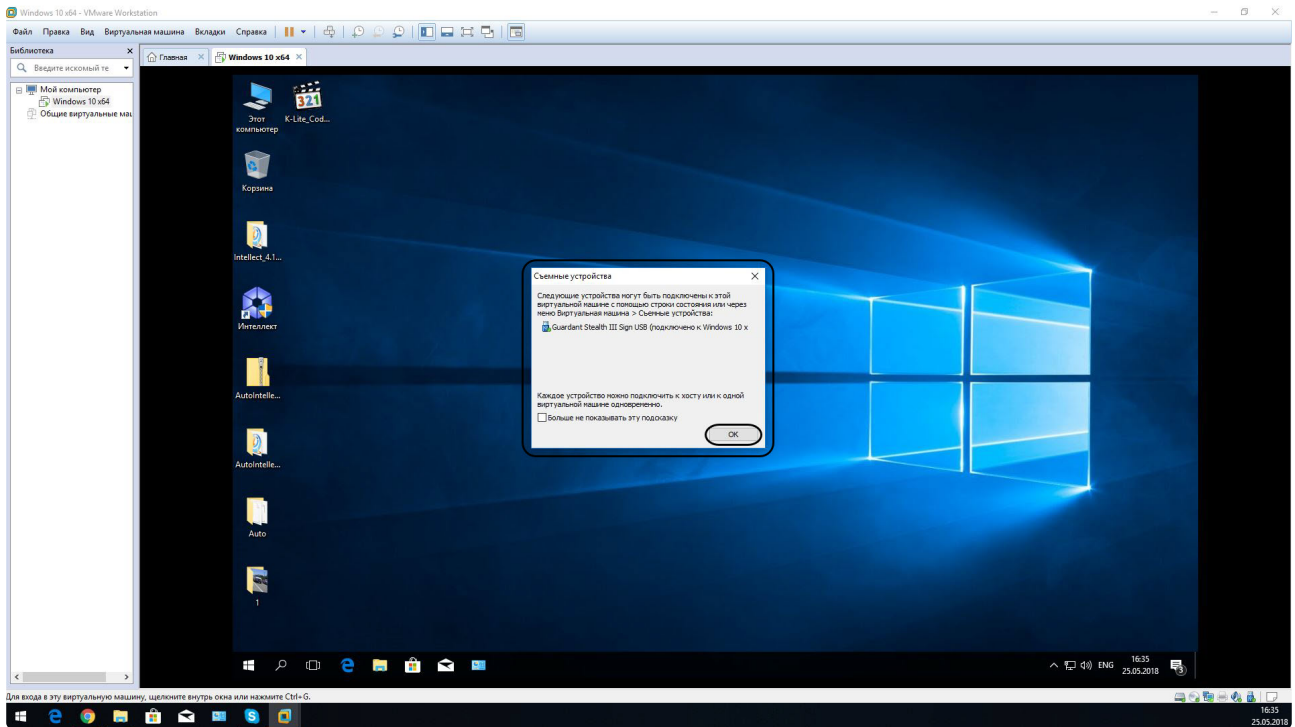 Windows 10 x64 - VMware Workstation
Файл Правка Вид Виртуальная машина Вкладки Справка
Библиотека
Введите искомый те
Мой компьютер
Windows 10 x64
Общие виртуальные маш
Главная
Windows 10 x64
Этот компьютер
K-Lite_Cod...
321
Корзина
Intellect_4.1...
Интеллект
AutoIntelle...
AutoIntelle...
Auto
1
Съемные устройства
Следующие устройства могут быть подключены к этой
виртуальной машине с помощью строки состояния или через
меню Виртуальная машина > Съемные устройства:
Guardant Stealth III Sign USB (подключено к Windows 10 x
Каждое устройство можно подключить к хосту или к одной
виртуальной машине одновременно.
Больше не показывать эту подсказку
OK
ENG
16:35
25.05.2018
3
Для входа в эту виртуальную машину, щелкните внутрь окна или нажмите Ctrl+G.
16:35
25.05.2018